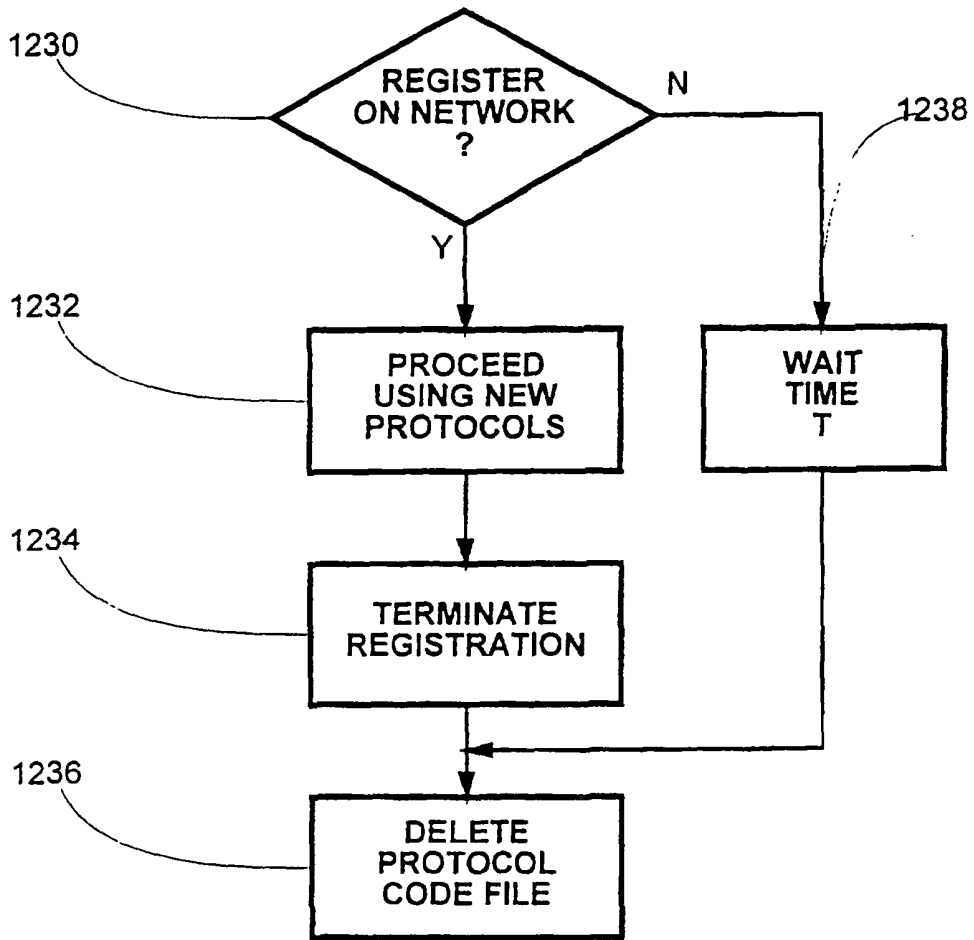 1230
REGISTER
ON NETWORK
?
N
1238
Y
1232
PROCEED
USING NEW
PROTOCOLS
WAIT
TIME
T
1234
TERMINATE
REGISTRATION
1236
DELETE
PROTOCOL
CODE FILE